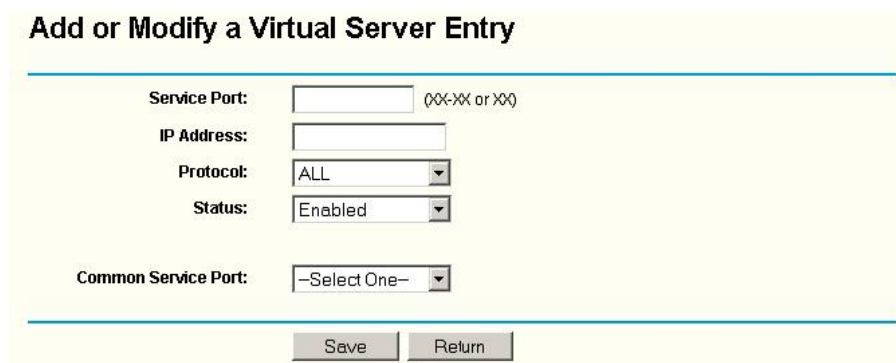 Add or Modify a Virtual Server Entry
Service Port: (XX-XX or XX)
IP Address:
Protocol: ALL
Status: Enabled
Common Service Port: --Select One--
Save Return